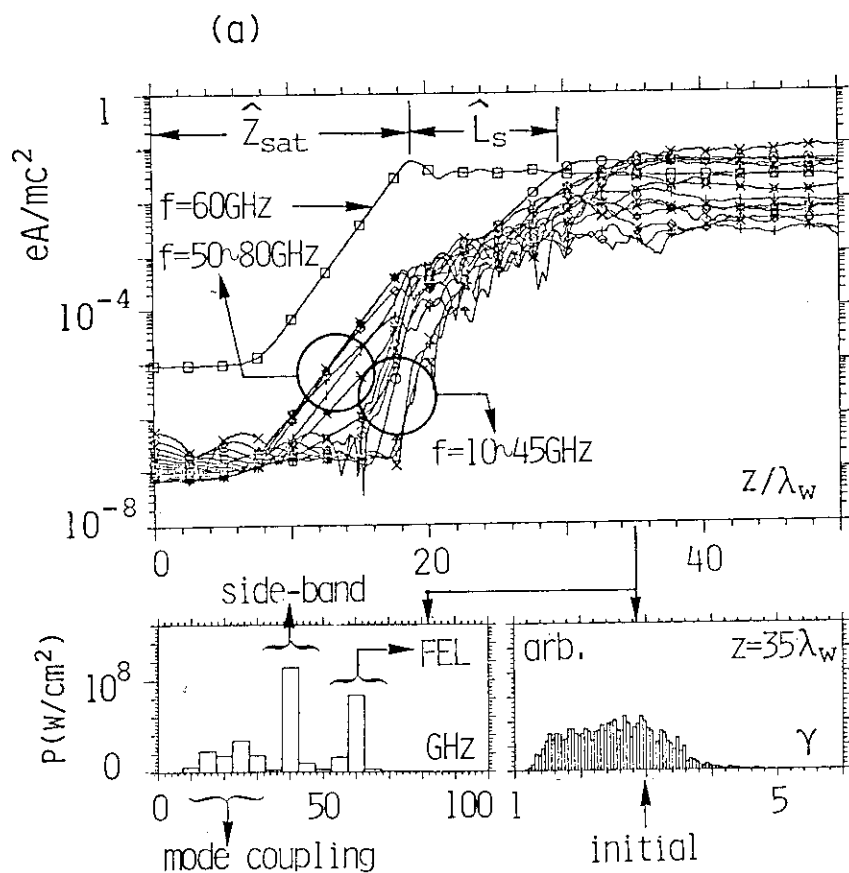 (a)
1
Ẑsat
L̂s
eA/mc²
f=60GHz
f=50~80GHz
10⁻⁴
f=10~45GHz
10⁻⁸
Z/λw
0
20
40
side-band
P(W/cm²)
10⁸
0
FEL
GHz
0
50
100
mode coupling
arb.
z=35λw
γ
1
5
initial